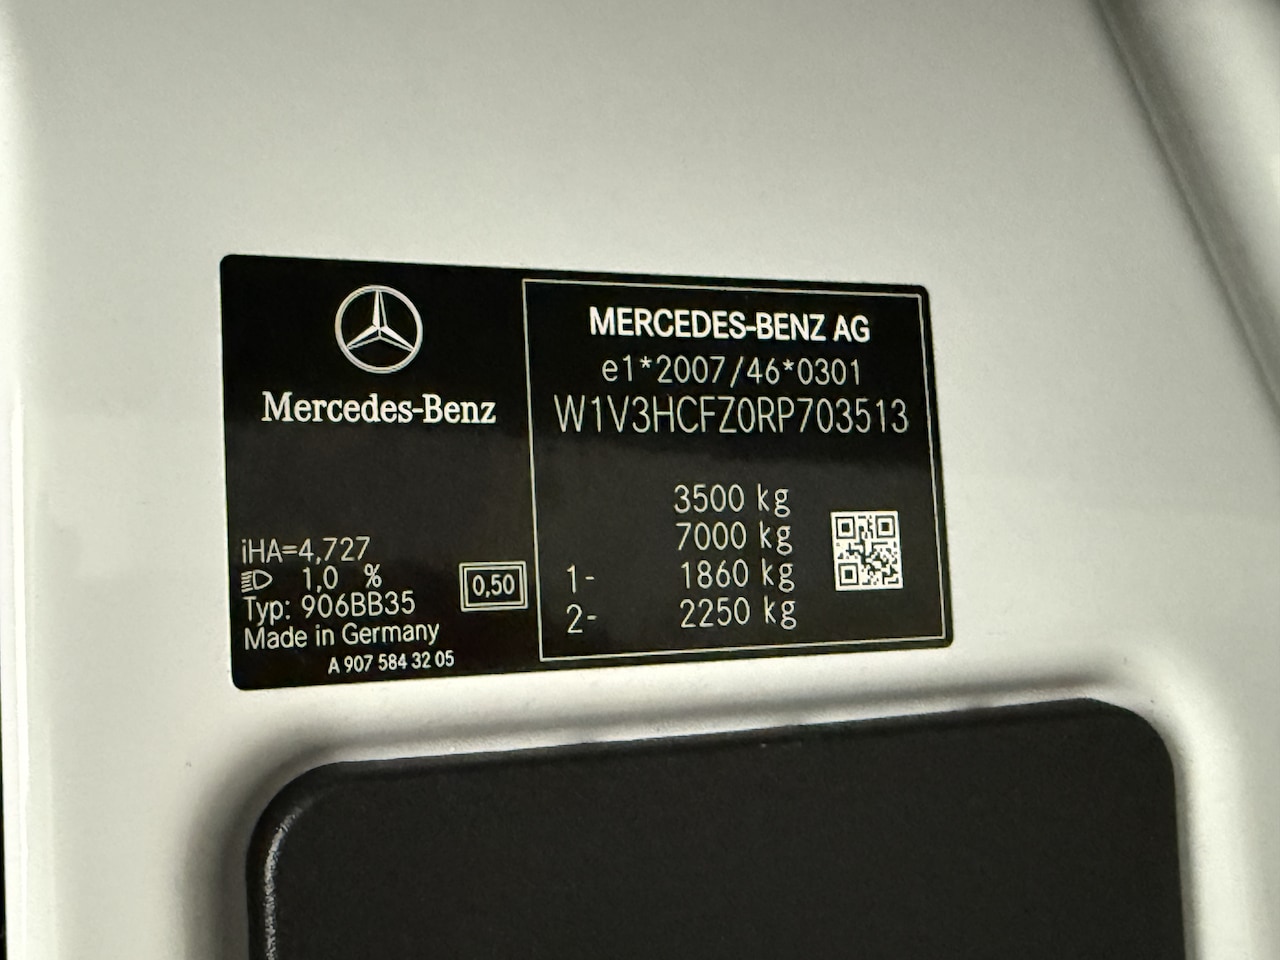 Mercedes-Benz
iHA=4,727
1,0 %
Typ: 906BB35
Made in Germany
A 907 584 32 05
0,50
MERCEDES-BENZ AG
e1*2007/46*0301
W1V3HCFZ0RP703513
3500 kg
7000 kg
1- 1860 kg
2- 2250 kg